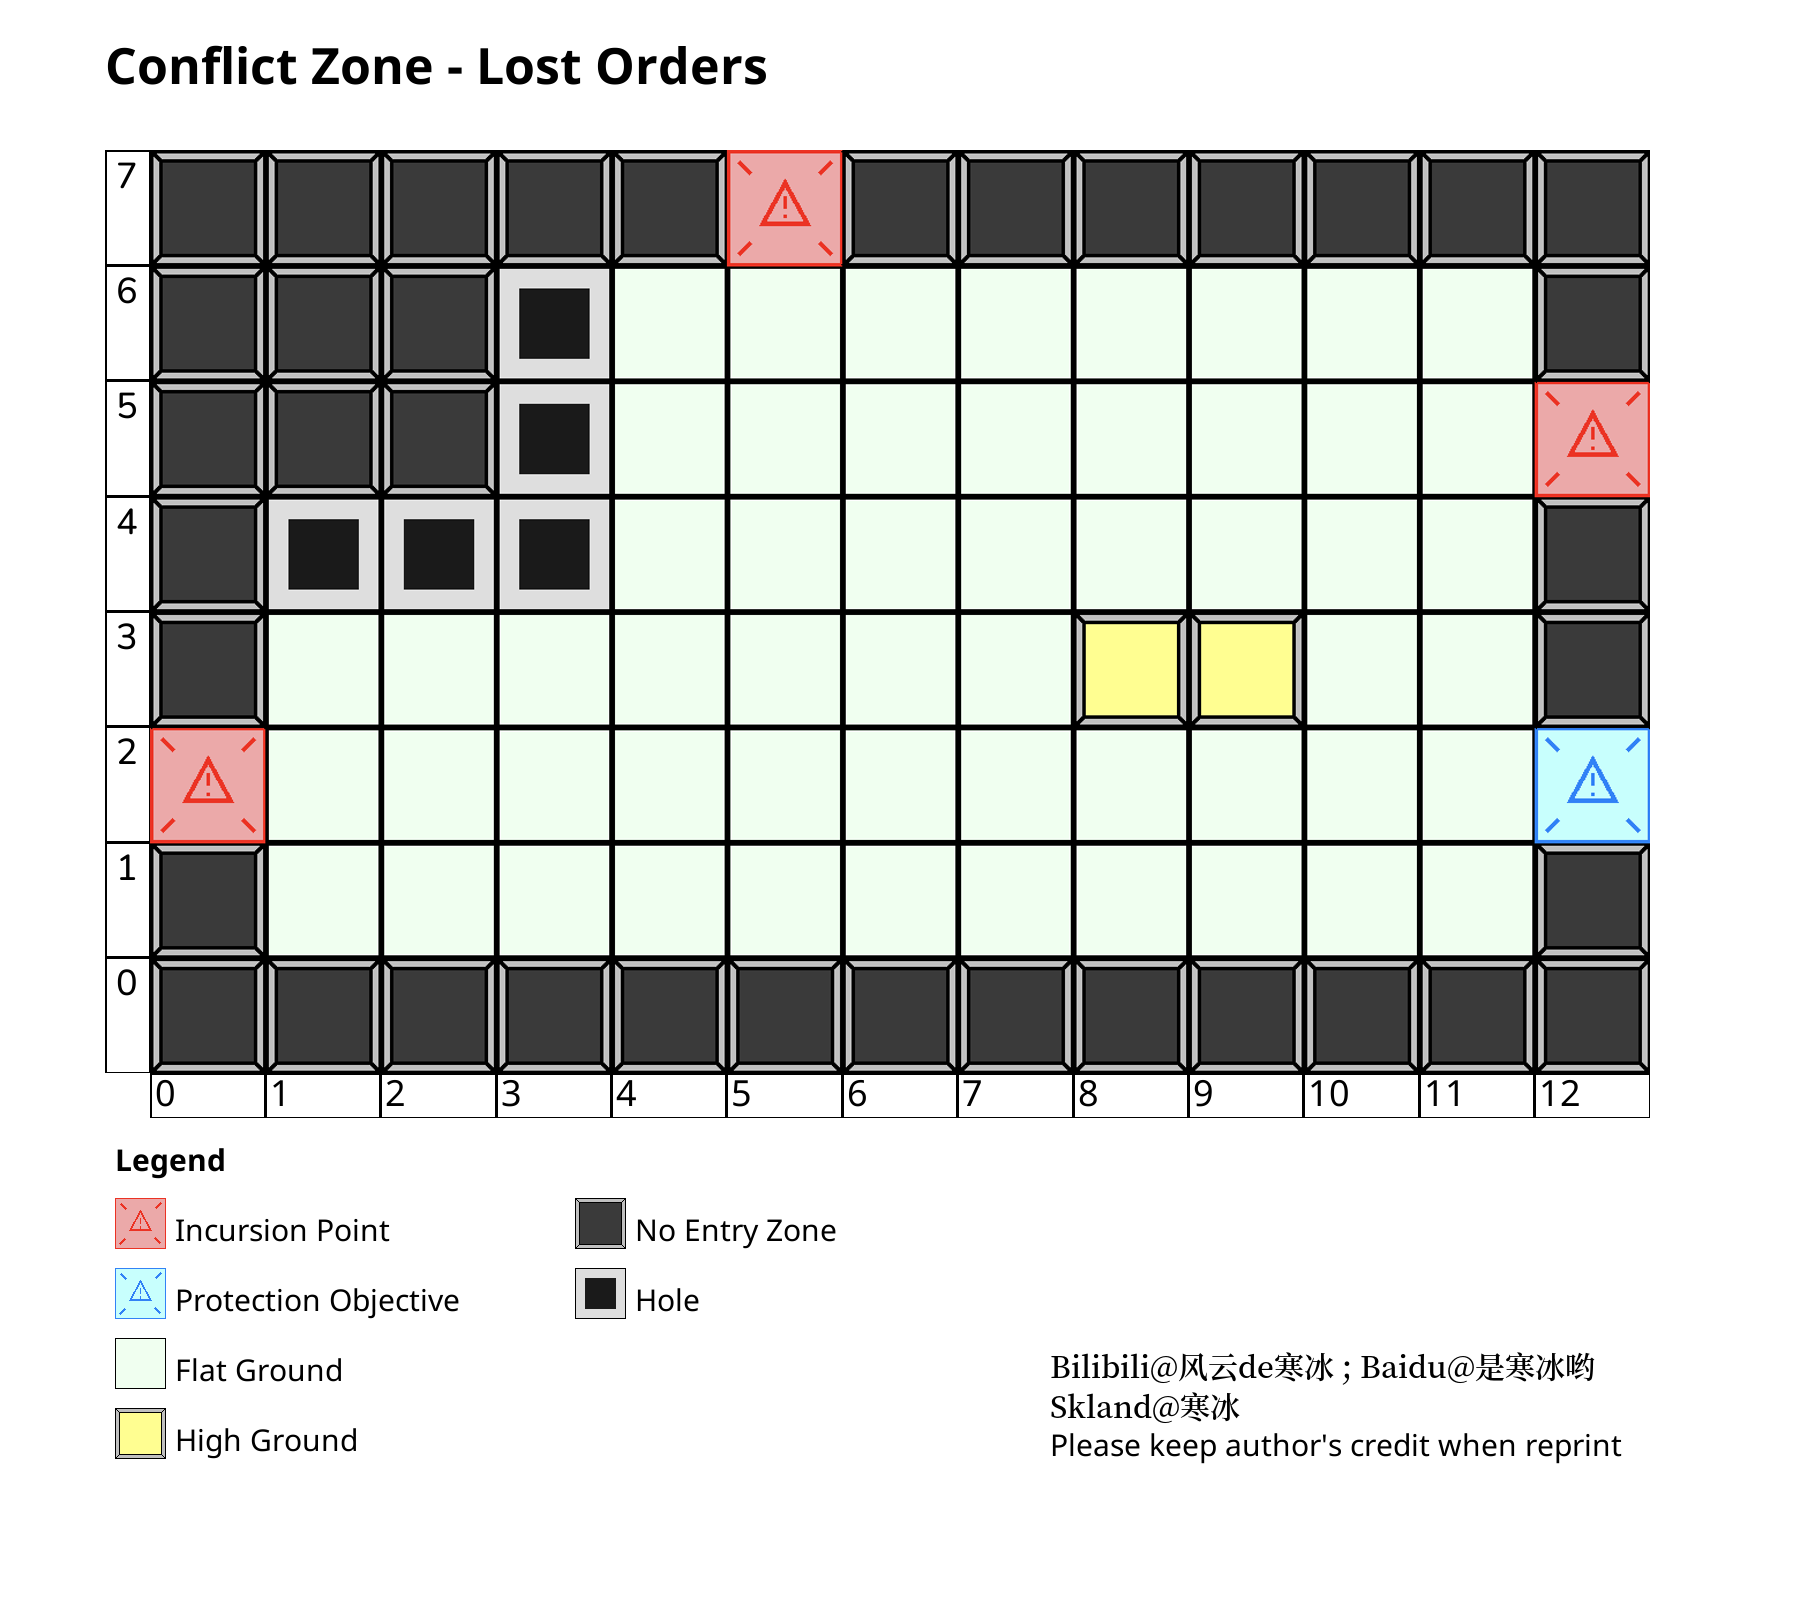 Conflict Zone - Lost Orders
7
6
5
4
3
2
1
0
0 1 2 3 4 5 6 7 8 9 10 11 12
Legend
Incursion Point
No Entry Zone
Protection Objective
Hole
Flat Ground
High Ground
Bilibili@风云de寒冰 ; Baidu@是寒冰哟
Skland@寒冰
Please keep author's credit when reprint